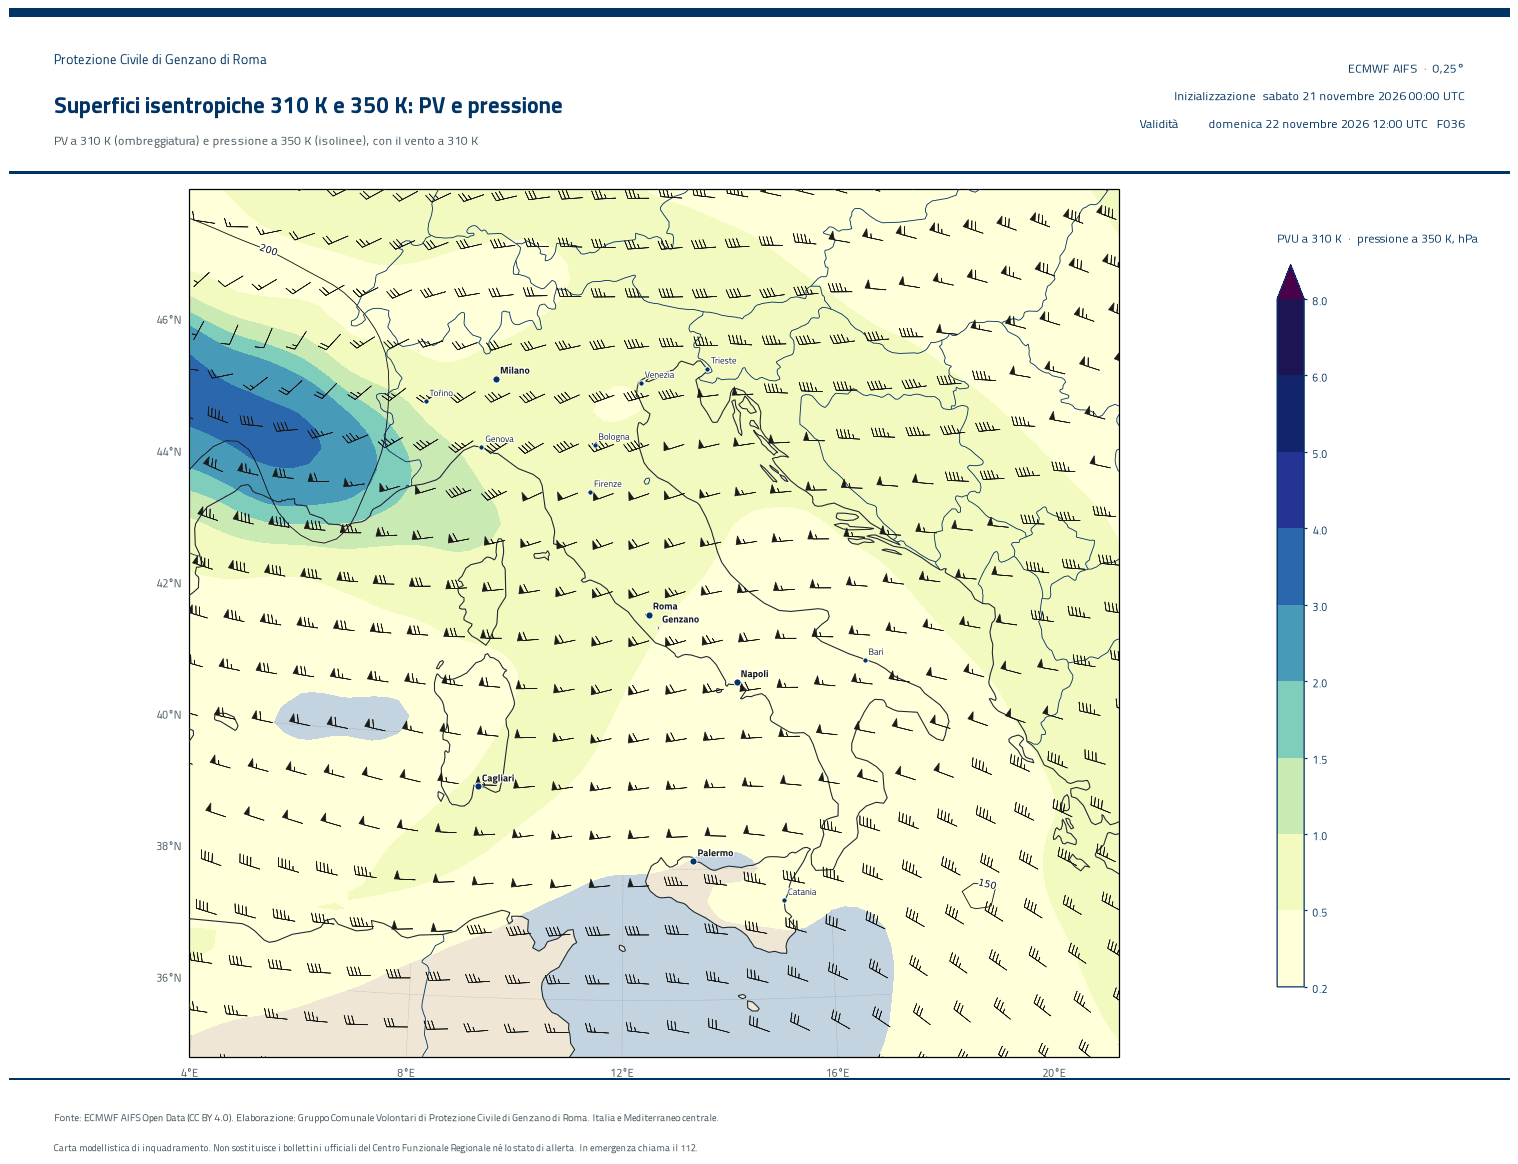 Protezione Civile di Genzano di Roma
Superfici isentropiche 310 K e 350 K: PV e pressione
PV a 310 K (ombreggiatura) e pressione a 350 K (isolinee), con il vento a 310 K
ECMWF AIFS · 0,25°
Inizializzazione sabato 21 novembre 2026 00:00 UTC
Validità domenica 22 novembre 2026 12:00 UTC F036
PVU a 310 K · pressione a 350 K, hPa
8.0
6.0
5.0
4.0
3.0
2.0
1.5
1.0
0.5
0.2
46°N
44°N
42°N
40°N
38°N
36°N
4°E
8°E
12°E
16°E
20°E
200
150
Milano
Torino
Venezia
Trieste
Genova
Bologna
Firenze
Roma
Genzano
Napoli
Bari
Cagliari
Palermo
Catania
Fonte: ECMWF AIFS Open Data (CC BY 4.0). Elaborazione: Gruppo Comunale Volontari di Protezione Civile di Genzano di Roma. Italia e Mediterraneo centrale.
Carta modellistica di inquadramento. Non sostituisce i bollettini ufficiali del Centro Funzionale Regionale né lo stato di allerta. In emergenza chiama il 112.